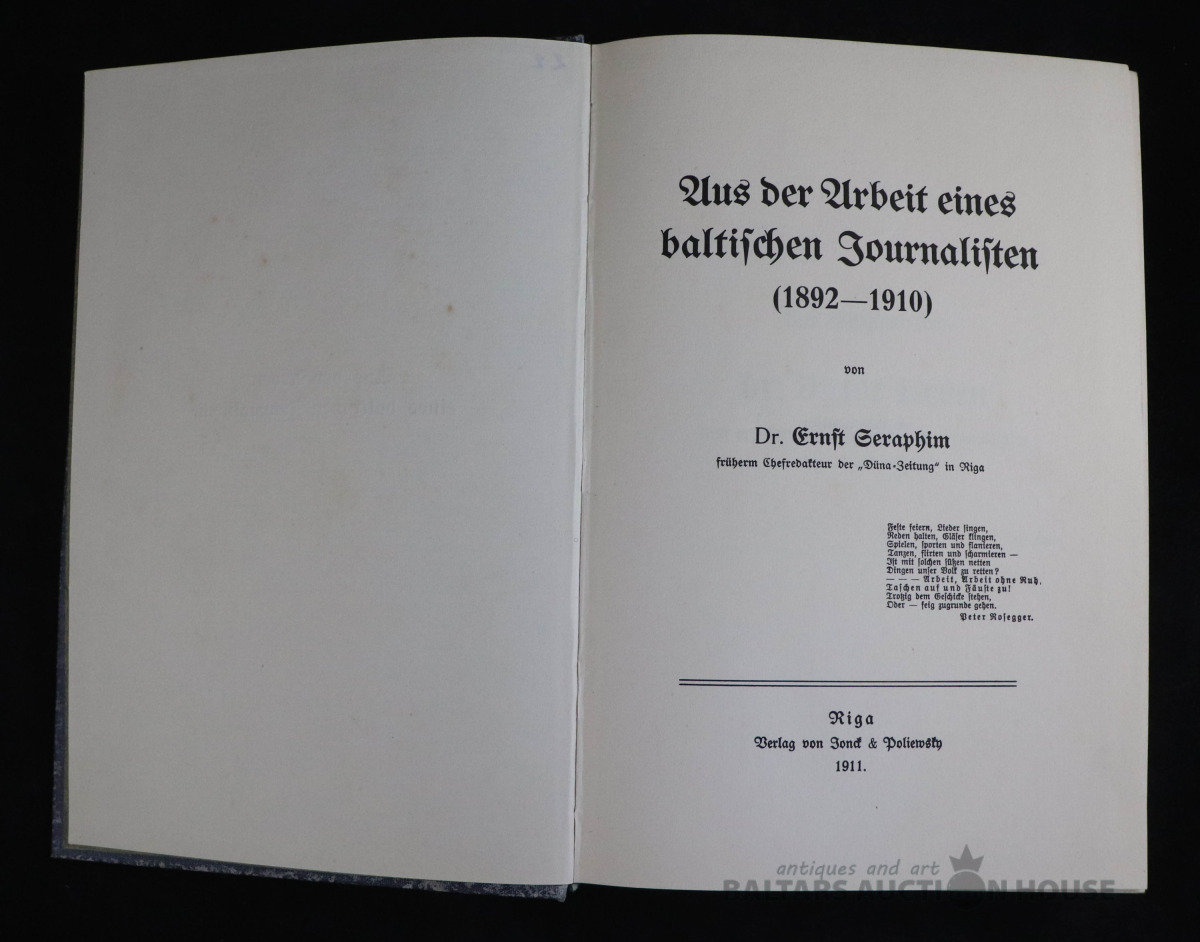 Aus der Arbeit eines
baltischen Journalisten
(1892—1910)
von
Dr. Ernst Seraphim
früherm Chefredakteur der „Düna-Zeitung“ in Riga
Feste feiern, Lieder singen,
Reden halten, Gläser klingen,
Spielen, sporten und flanieren,
Tanzen, flirten und scharmieren —
Ist mit solchen süßen netten
Dingen unser Volk zu retten?
— — — Arbeit, Arbeit ohne Ruh,
Taschen auf und Fäuste zu!
Trotzig dem Geschicke stehen,
Oder — feig zugrunde gehen.
Peter Rosegger.
Riga
Verlag von Jonck & Poliewsky
1911.
antiques and art
BALTARS AUCTION HOUSE